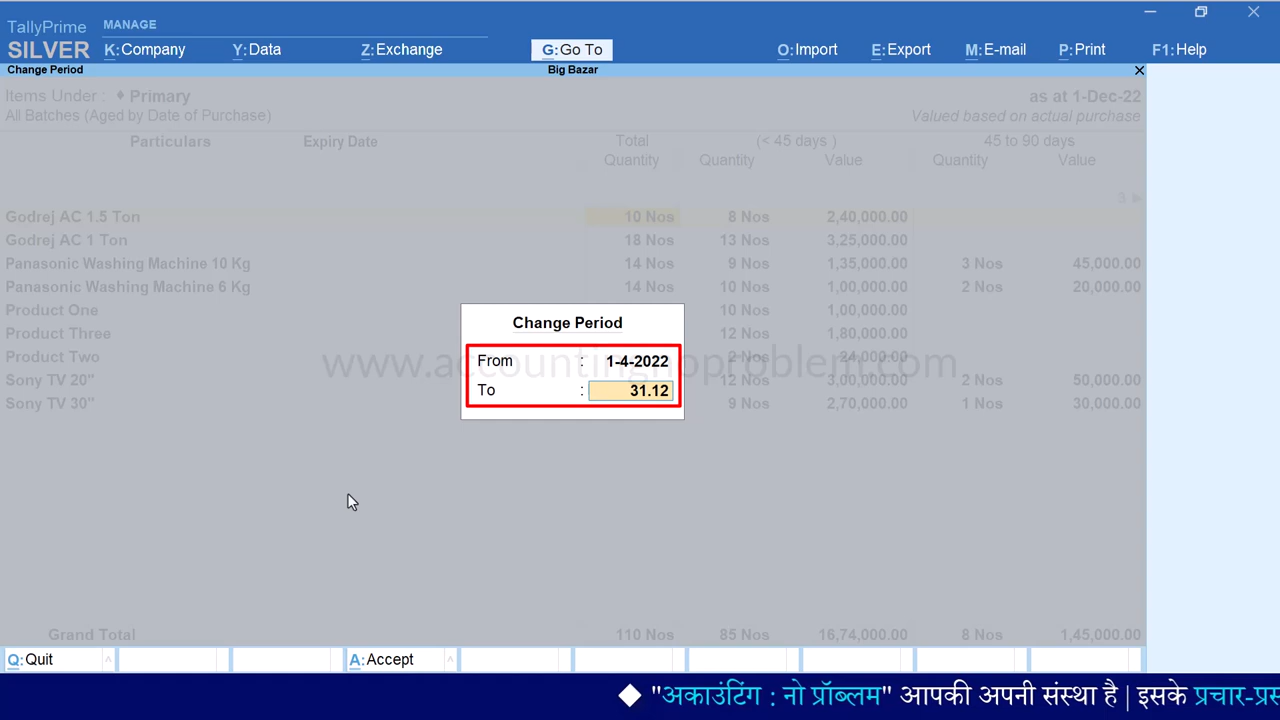 TallyPrime MANAGE
SILVER K:Company Y:Data Z:Exchange G:Go To O:Import E:Export M:E-mail P:Print F1:Help
Change Period Big Bazar
Items Under : ♦ Primary as at 1-Dec-22
All Batches (Aged by Date of Purchase) Valued based on actual purchase
Particulars Expiry Date Total (< 45 days ) 45 to 90 days
Quantity Quantity Value Quantity Value
3
Godrej AC 1.5 Ton 10 Nos 8 Nos 2,40,000.00
Godrej AC 1 Ton 18 Nos 13 Nos 3,25,000.00
Panasonic Washing Machine 10 Kg 14 Nos 9 Nos 1,35,000.00 3 Nos 45,000.00
Panasonic Washing Machine 6 Kg 14 Nos 10 Nos 1,00,000.00 2 Nos 20,000.00
Product One 10 Nos 1,00,000.00
Product Three 12 Nos 1,80,000.00
Product Two 2 Nos 24,000.00
Sony TV 20" 12 Nos 3,00,000.00 2 Nos 50,000.00
Sony TV 30" 9 Nos 2,70,000.00 1 Nos 30,000.00
Change Period
From : 1-4-2022
To : 31.12
www.accountingnoproblem.com
Grand Total 110 Nos 85 Nos 16,74,000.00 8 Nos 1,45,000.00
Q:Quit A:Accept
"अकाउंटिंग : नो प्रॉब्लम" आपकी अपनी संस्था है | इसके प्रचार-प्रस